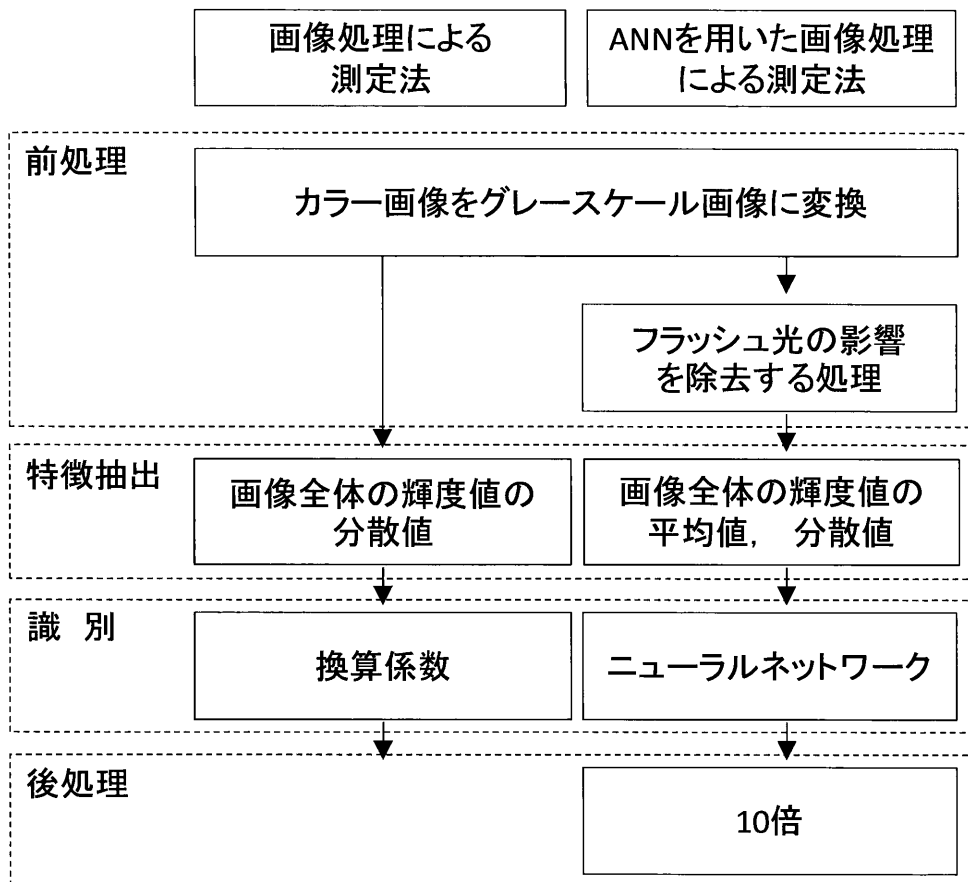 画像処理による
測定法
ANNを用いた画像処理
による測定法
前処理
カラー画像をグレースケール画像に変換
フラッシュ光の影響
を除去する処理
特徴抽出
画像全体の輝度値の
分散値
画像全体の輝度値の
平均値, 分散値
識 別
換算係数
ニューラルネットワーク
後処理
10倍